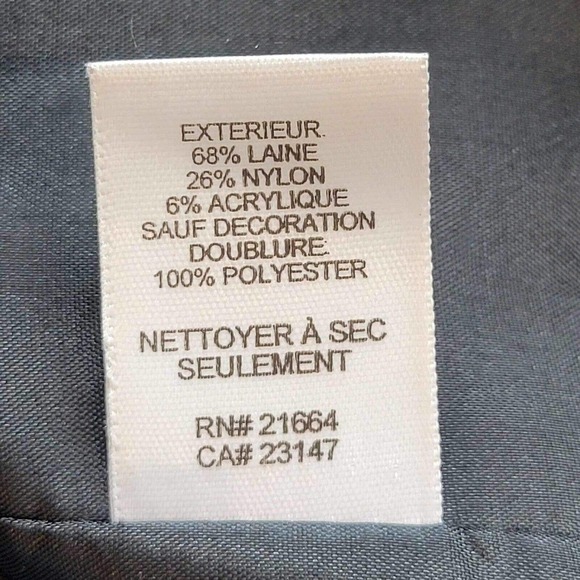 EXTERIEUR.
68% LAINE
26% NYLON
6% ACRYLIQUE
SAUF DECORATION
DOUBLURE:
100% POLYESTER
NETTOYER À SEC
SEULEMENT
RN# 21664
CA# 23147